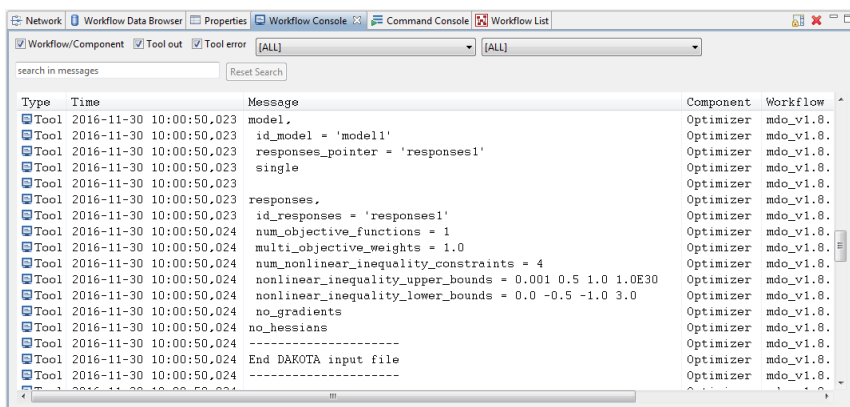 Network Workflow Data Browser Properties Workflow Console Command Console Workflow List
Workflow/Component Tool out Tool error [ALL] [ALL]
search in messages Reset Search
Type Time Message Component Workflow
Tool 2016-11-30 10:00:50,023 model, Optimizer mdo_v1.8.
Tool 2016-11-30 10:00:50,023 id_model = 'model1' Optimizer mdo_v1.8.
Tool 2016-11-30 10:00:50,023 responses_pointer = 'responses1' Optimizer mdo_v1.8.
Tool 2016-11-30 10:00:50,023 single Optimizer mdo_v1.8.
Tool 2016-11-30 10:00:50,023 Optimizer mdo_v1.8.
Tool 2016-11-30 10:00:50,023 responses, Optimizer mdo_v1.8.
Tool 2016-11-30 10:00:50,023 id_responses = 'responses1' Optimizer mdo_v1.8.
Tool 2016-11-30 10:00:50,024 num_objective_functions = 1 Optimizer mdo_v1.8.
Tool 2016-11-30 10:00:50,024 multi_objective_weights = 1.0 Optimizer mdo_v1.8.
Tool 2016-11-30 10:00:50,024 num_nonlinear_inequality_constraints = 4 Optimizer mdo_v1.8.
Tool 2016-11-30 10:00:50,024 nonlinear_inequality_upper_bounds = 0.001 0.5 1.0 1.0E30 Optimizer mdo_v1.8.
Tool 2016-11-30 10:00:50,024 nonlinear_inequality_lower_bounds = 0.0 -0.5 -1.0 3.0 Optimizer mdo_v1.8.
Tool 2016-11-30 10:00:50,024 no_gradients Optimizer mdo_v1.8.
Tool 2016-11-30 10:00:50,024 no_hessians Optimizer mdo_v1.8.
Tool 2016-11-30 10:00:50,024 --------------------- Optimizer mdo_v1.8.
Tool 2016-11-30 10:00:50,024 End DAKOTA input file Optimizer mdo_v1.8.
Tool 2016-11-30 10:00:50,024 --------------------- Optimizer mdo_v1.8.